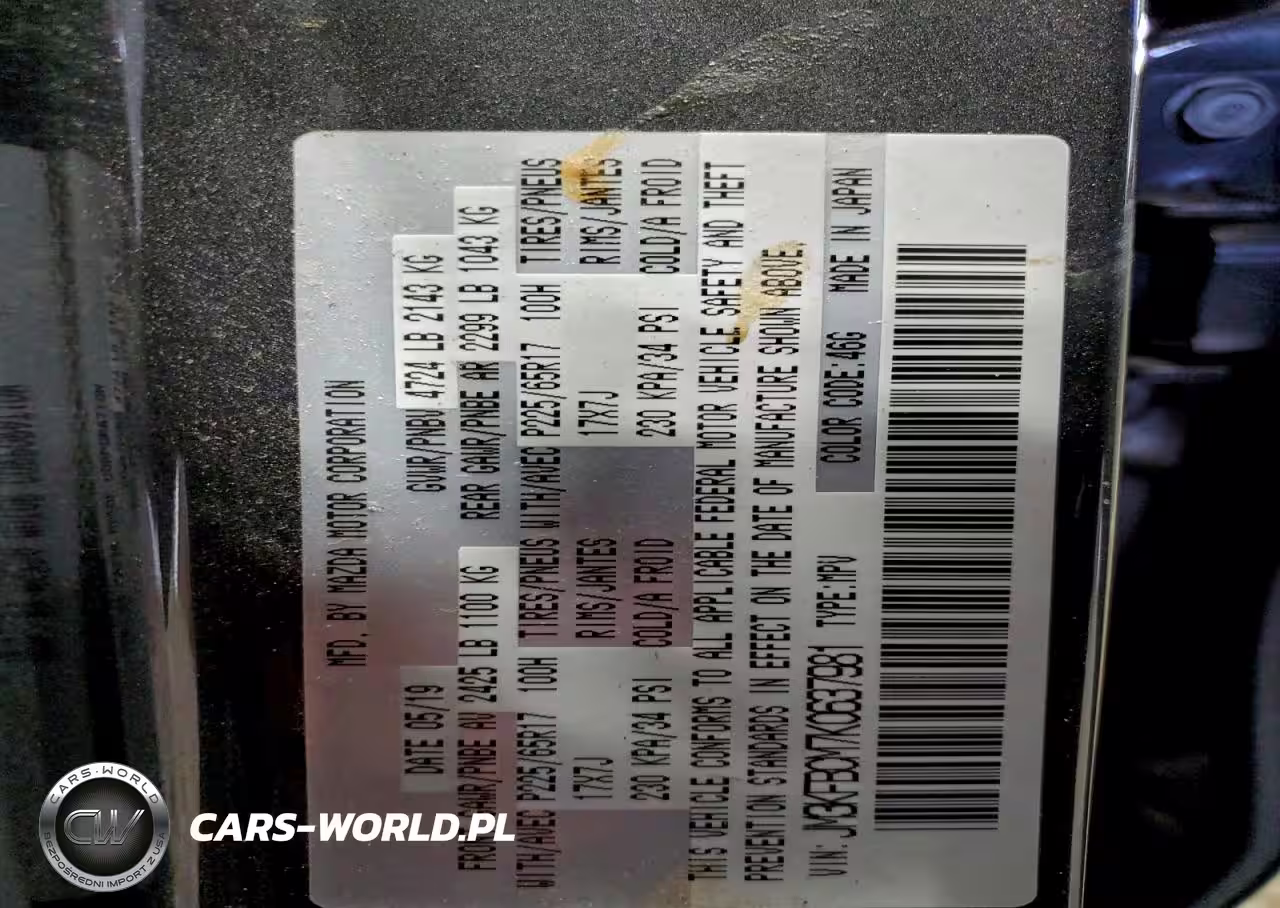 MFD. BY MAZDA MOTOR CORPORATION
DATE 05/19 GVWR/PNBV 4724 LB 2143 KG
FRONT GAWR/PNBE AV 2425 LB 1100 KG REAR GAWR/PNBE AR 2299 LB 1043 KG
WITH/AVEC P225/65R17 100H TIRES/PNEUS WITH/AVEC P225/65R17 100H TIRES/PNEUS
17X7J RIMS/JANTES 17X7J RIMS/JANTES
230 KPA/34 PSI COLD/A FROID 230 KPA/34 PSI COLD/A FROID
THIS VEHICLE CONFORMS TO ALL APPLICABLE FEDERAL MOTOR VEHICLE SAFETY AND THEFT
PREVENTION STANDARDS IN EFFECT ON THE DATE OF MANUFACTURE SHOWN ABOVE.
VIN: JM3KFBCM7K0637981 TYPE:MPV COLOR CODE:46G MADE IN JAPAN
CARS-WORLD
CW
BEZPOŚREDNI IMPORT Z USA
CARS-WORLD.PL